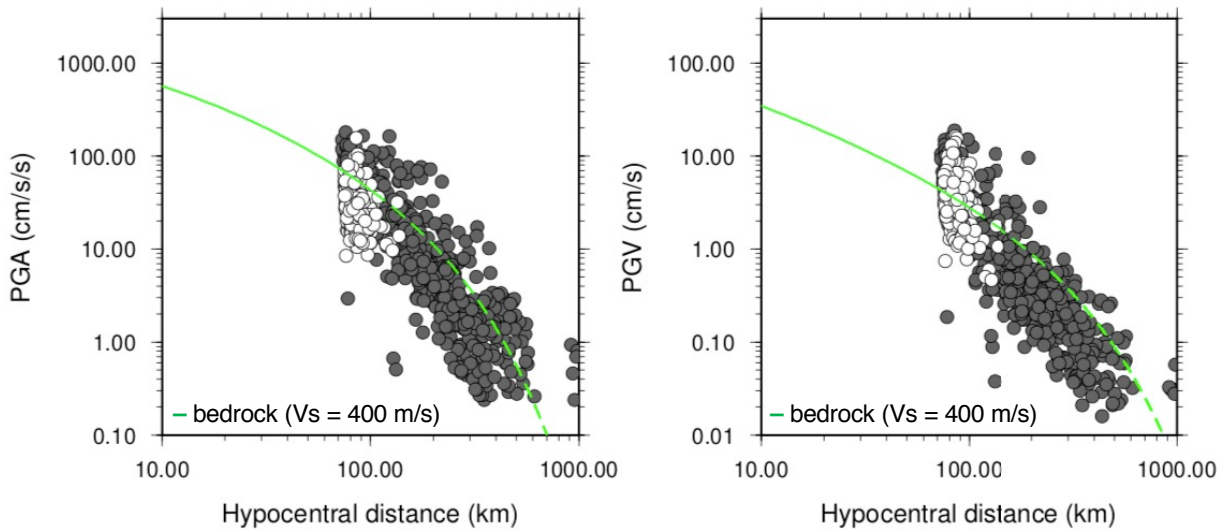 PGA (cm/s/s)
1000.00
100.00
10.00
1.00
0.10
bedrock (Vs = 400 m/s)
10.00 100.00 1000.00
Hypocentral distance (km)
PGV (cm/s)
100.00
10.00
1.00
0.10
0.01
bedrock (Vs = 400 m/s)
10.00 100.00 1000.00
Hypocentral distance (km)